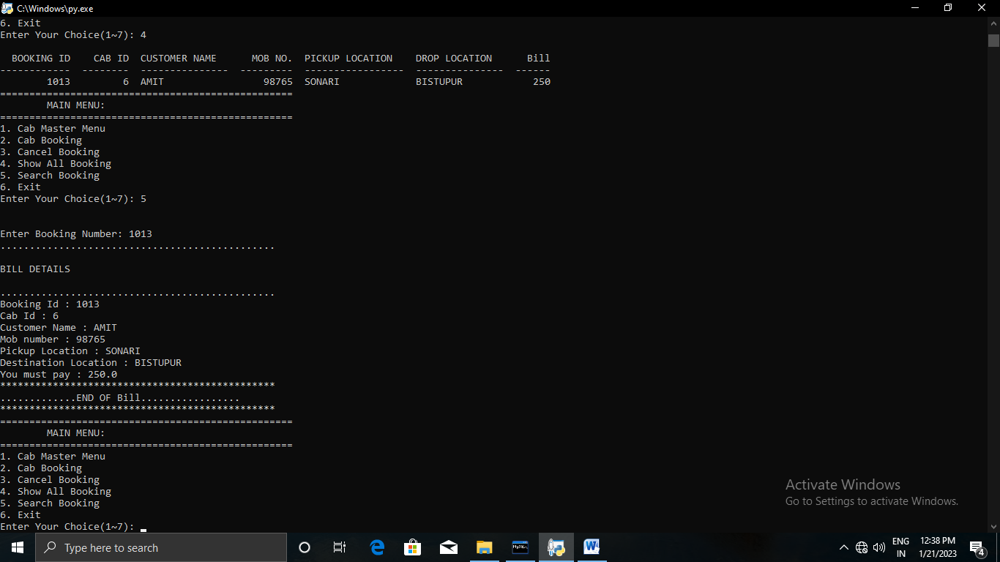 C:\Windows\py.exe
6. Exit
Enter Your Choice(1~7): 4
BOOKING ID    CAB ID  CUSTOMER NAME      MOB NO.  PICKUP LOCATION    DROP LOCATION      Bill
------------  --------  ---------------  ---------  -----------------  ---------------  ------
1013         6  AMIT                 98765  SONARI             BISTUPUR            250
==================================================
MAIN MENU:
==================================================
1. Cab Master Menu
2. Cab Booking
3. Cancel Booking
4. Show All Booking
5. Search Booking
6. Exit
Enter Your Choice(1~7): 5
Enter Booking Number: 1013
...............................................
BILL DETAILS
...............................................
Booking Id : 1013
Cab Id : 6
Customer Name : AMIT
Mob number : 98765
Pickup Location : SONARI
Destination Location : BISTUPUR
You must pay : 250.0
***********************************************
.............END OF Bill.................
***********************************************
==================================================
MAIN MENU:
==================================================
1. Cab Master Menu
2. Cab Booking
3. Cancel Booking
4. Show All Booking
5. Search Booking
6. Exit
Enter Your Choice(1~7):
Activate Windows
Go to Settings to activate Windows.
Type here to search
MySQL
ENG
IN
12:38 PM
1/21/2023
4